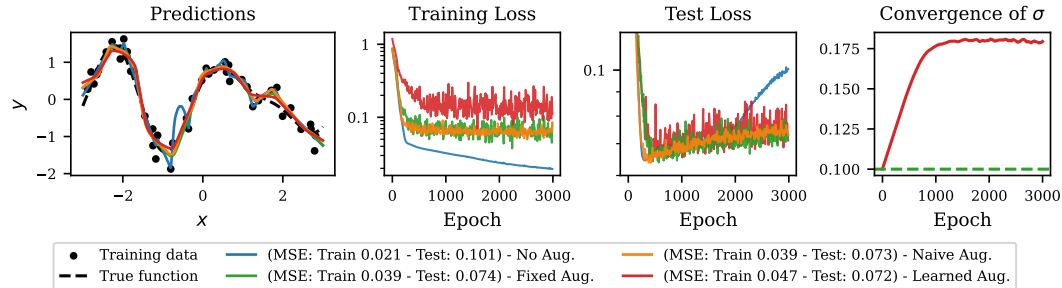 Predictions
Training Loss
Test Loss
Convergence of σ
y
1
0
−1
−2
−2
0
2
x
1
0.1
0
1000
2000
3000
Epoch
0.1
0
1000
2000
3000
Epoch
0.175
0.150
0.125
0.100
0
1000
2000
3000
Epoch
Training data
True function
(MSE: Train 0.021 - Test: 0.101) - No Aug.
(MSE: Train 0.039 - Test: 0.074) - Fixed Aug.
(MSE: Train 0.039 - Test: 0.073) - Naive Aug.
(MSE: Train 0.047 - Test: 0.072) - Learned Aug.